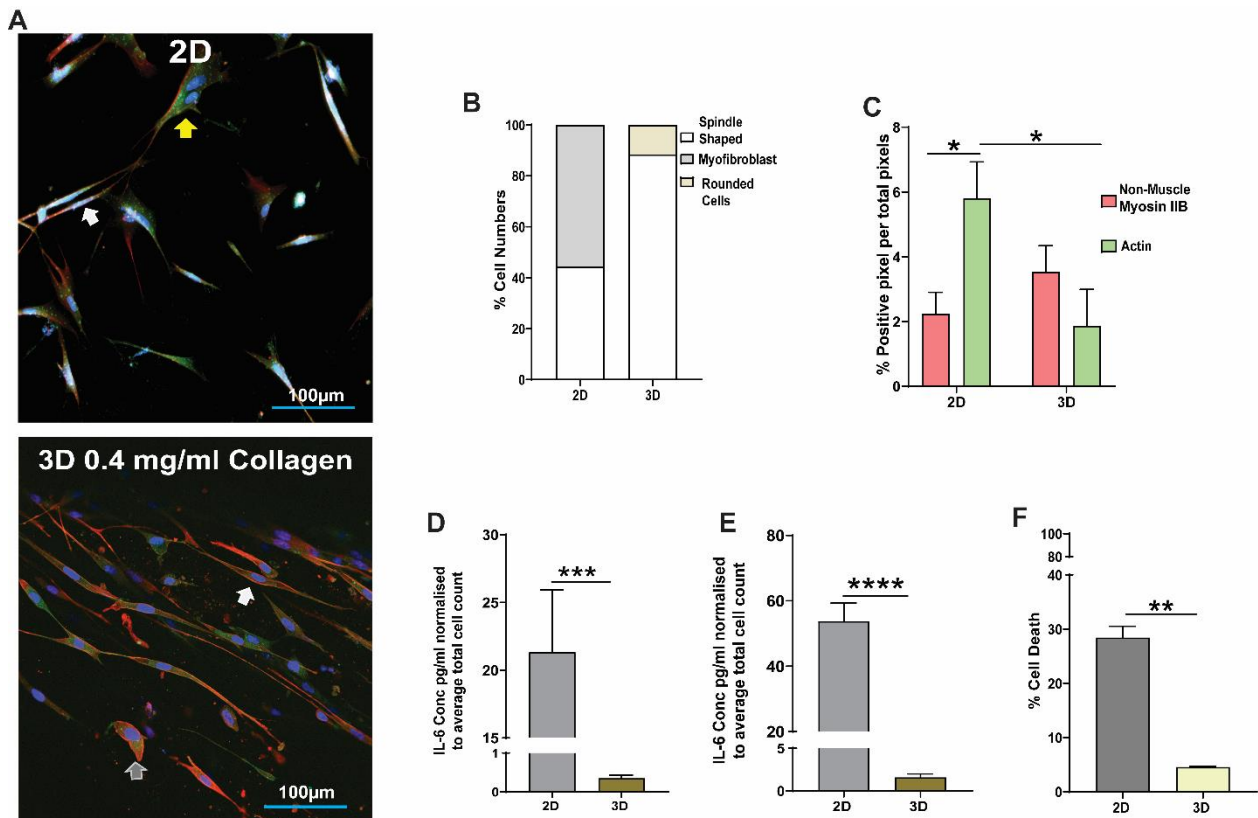 A
2D
100µm
3D 0.4 mg/ml Collagen
100µm
B
% Cell Numbers
100
80
60
40
20
0
2D
3D
Spindle
Shaped
Myofibroblast
Rounded
Cells
C
% Positive pixel per total pixels
8
6
4
2
0
*
*
2D
3D
Non-Muscle
Myosin IIB
Actin
D
IL-6 Conc pg/ml normalised
to average total cell count
30
25
20
15
1
0
***
2D
3D
E
IL-6 Conc pg/ml normalised
to average total cell count
80
60
40
20
5
0
****
2D
3D
F
% Cell Death
100
80
40
30
20
10
0
**
2D
3D